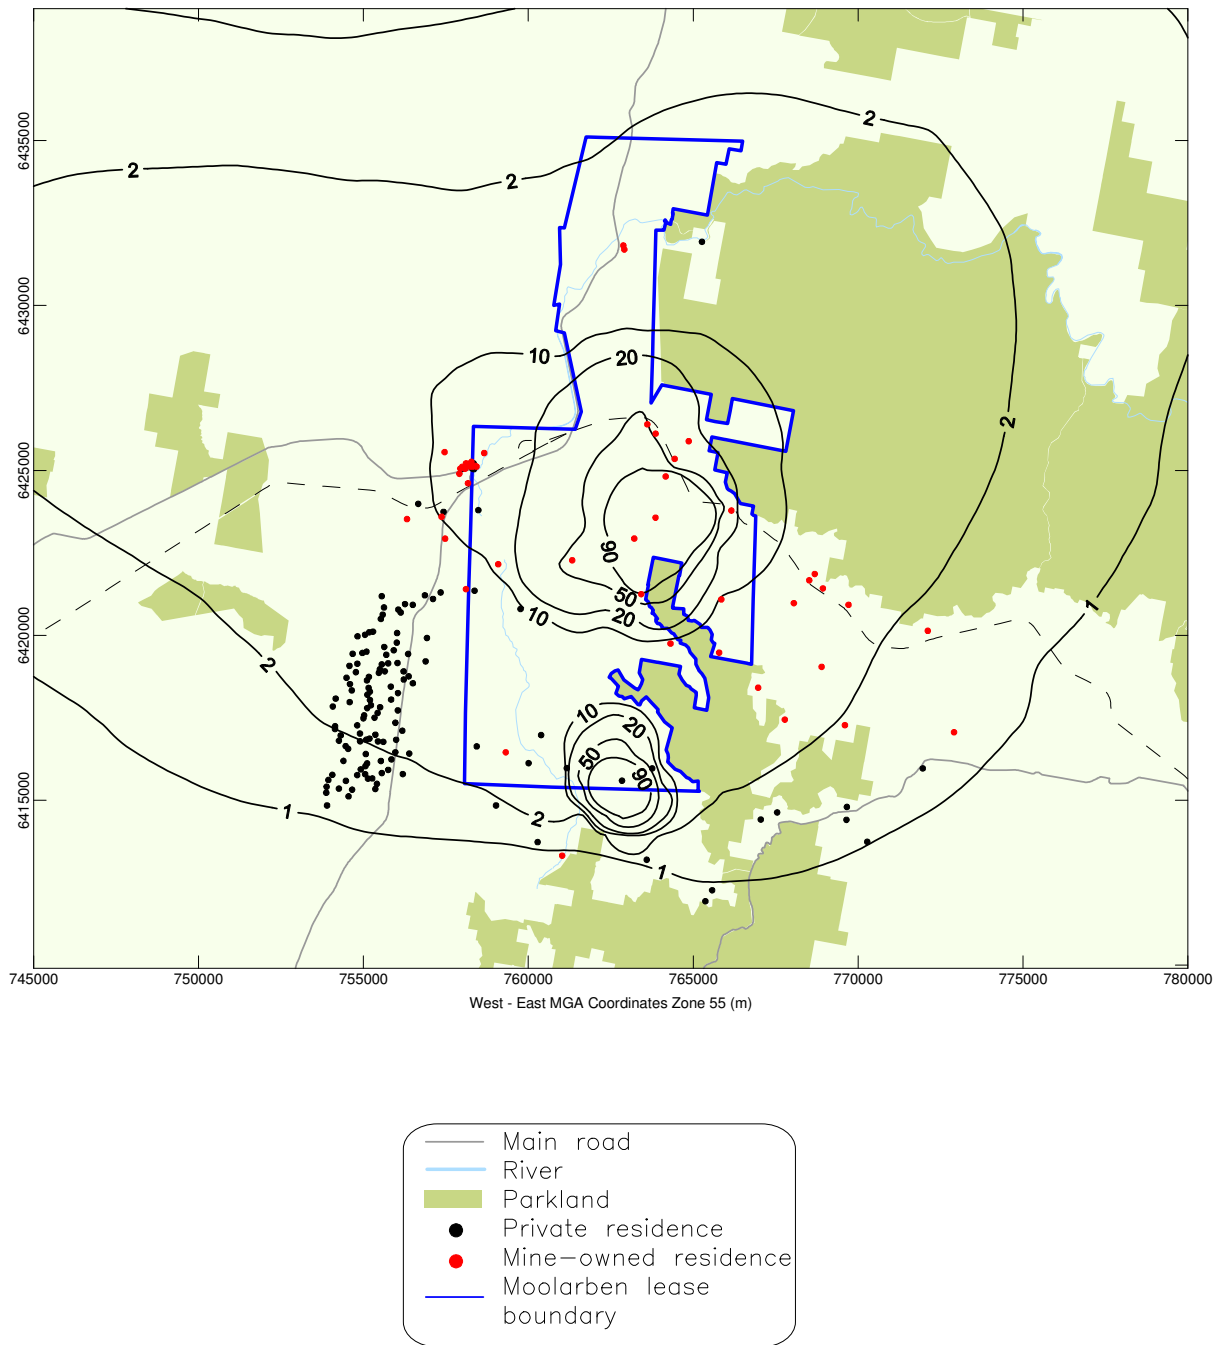 2
2
2
6435000
6430000
10
20
6425000
2
90
50
10
20
1
6420000
2
10
20
50
90
6415000
1
2
1
745000 750000 755000 760000 765000 770000 775000 780000
West - East MGA Coordinates Zone 55 (m)
Main road
River
Parkland
Private residence
Mine-owned residence
Moolarben lease
boundary